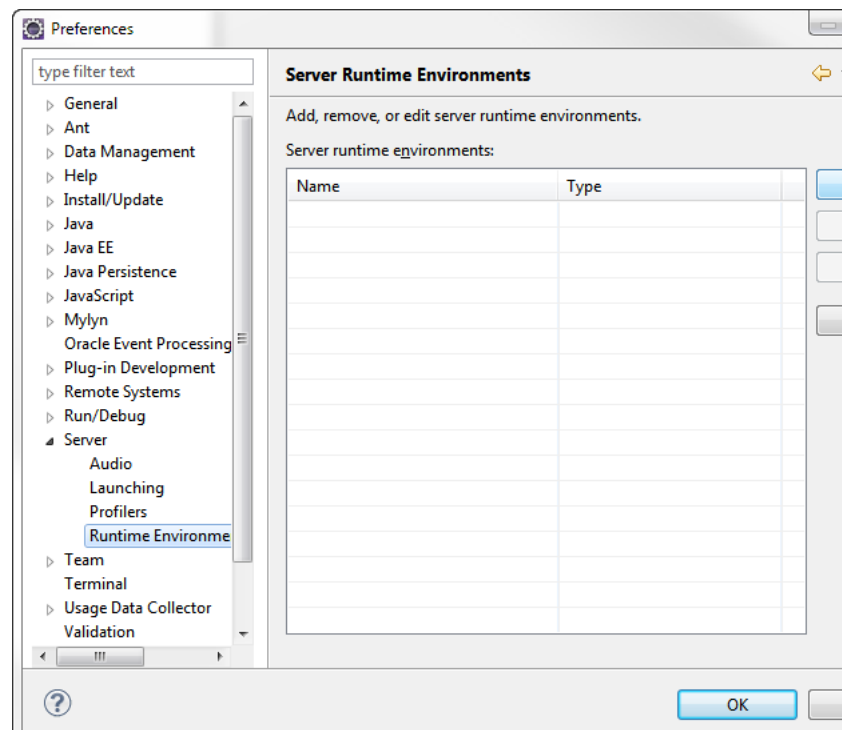 Preferences
type filter text
General
Ant
Data Management
Help
Install/Update
Java
Java EE
Java Persistence
JavaScript
Mylyn
Oracle Event Processing
Plug-in Development
Remote Systems
Run/Debug
Server
Audio
Launching
Profilers
Runtime Environme
Team
Terminal
Usage Data Collector
Validation
Server Runtime Environments
Add, remove, or edit server runtime environments.
Server runtime environments:
Name Type
OK